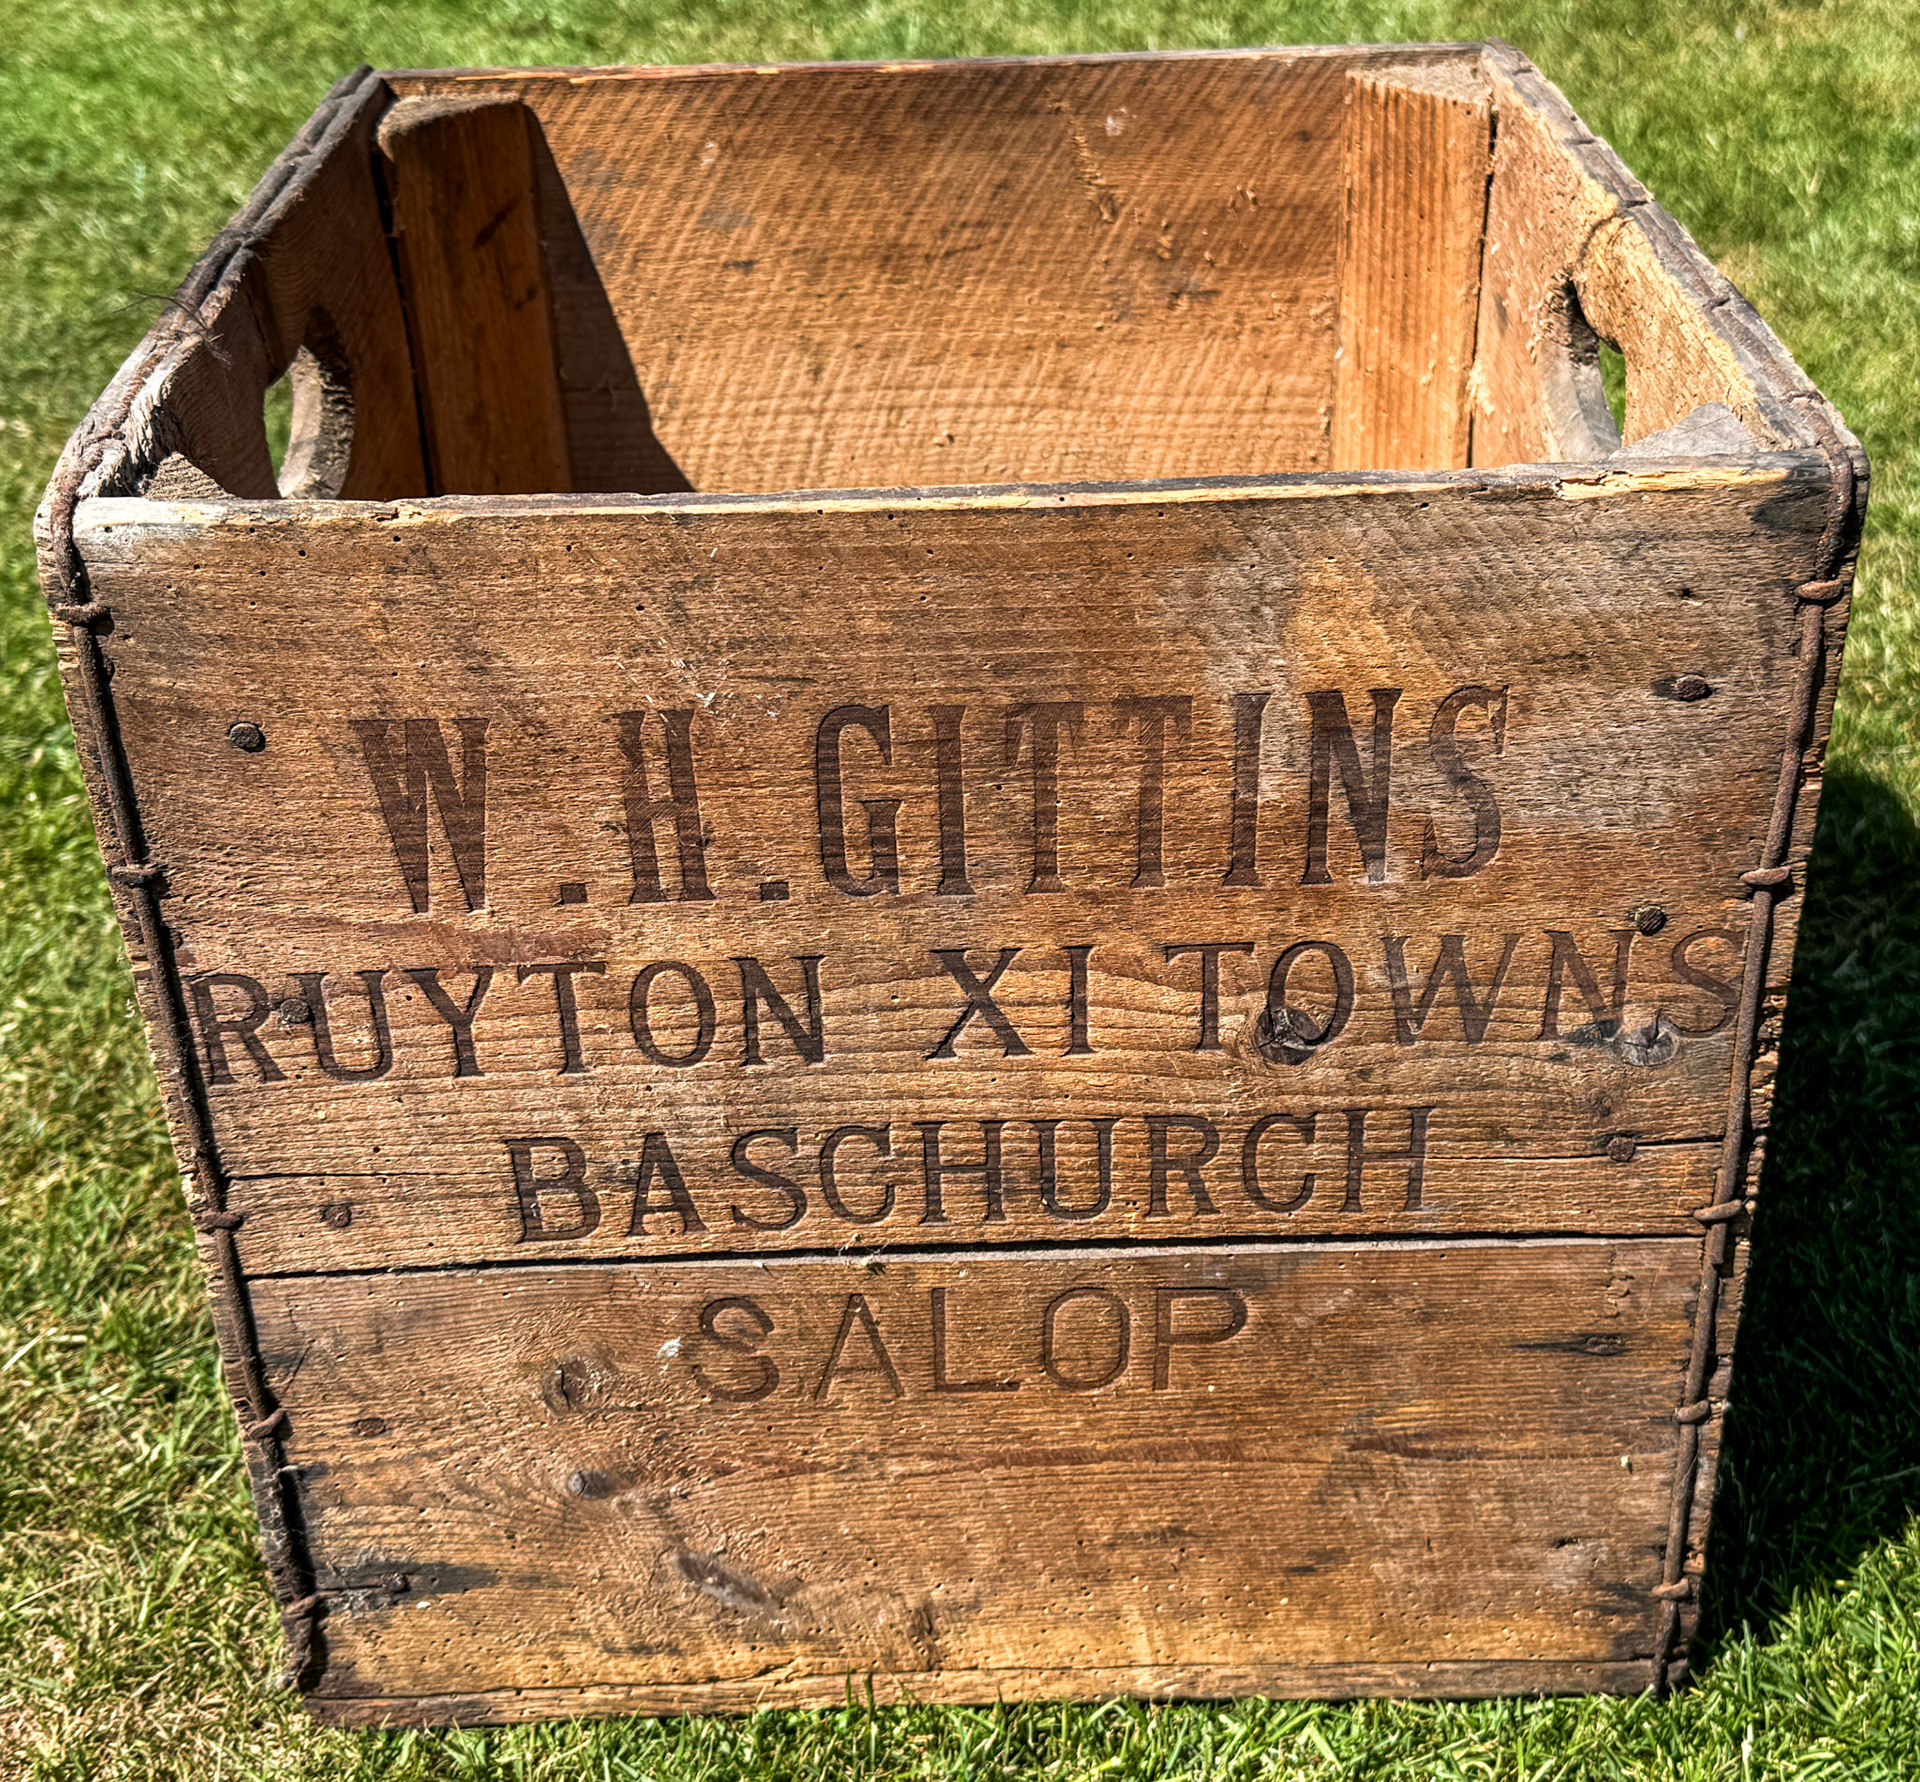 W.H.GITTINS
RUYTON XI TOWNS
BASCHURCH
SALOP